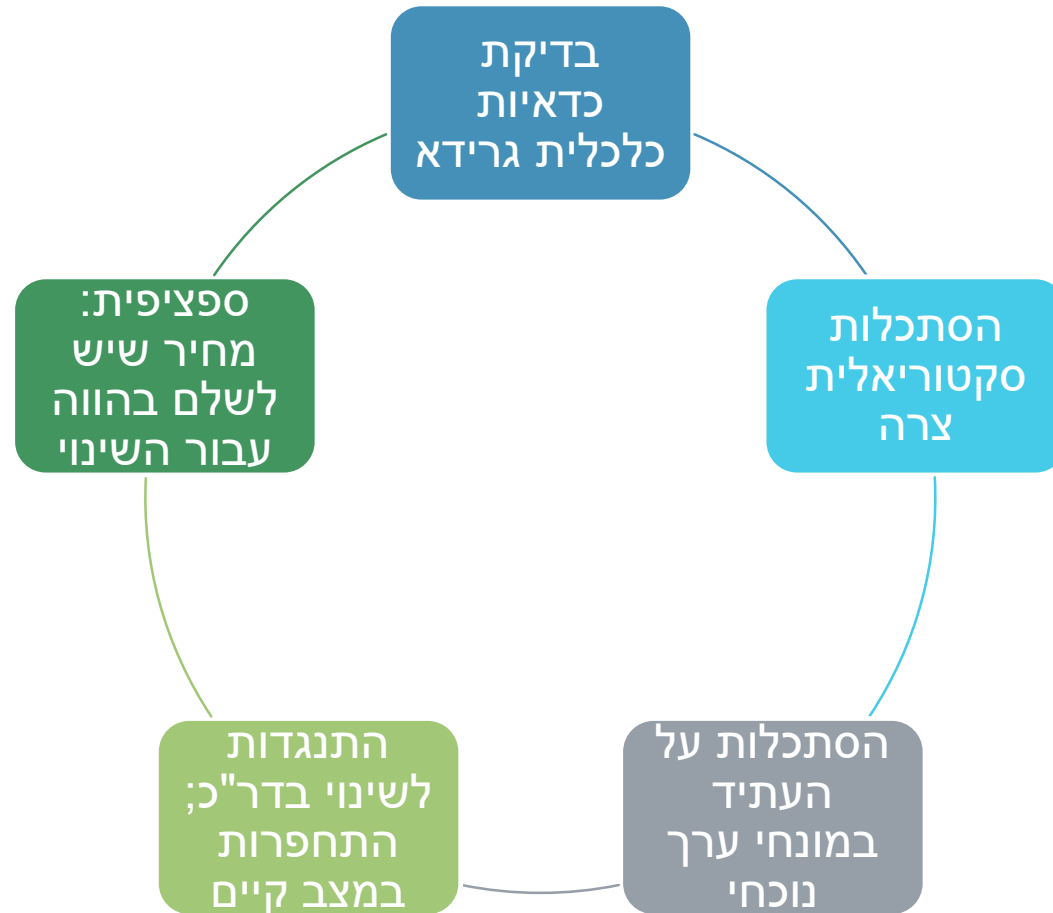 בדיקת
כדאיות
כלכלית גרידא
הסתכלות
סקטוריאלית
צרה
הסתכלות על
העתיד
במונחי ערך
נוכחי
התנגדות
לשינוי בדר"כ;
התחפרות
במצב קיים
ספציפית:
מחיר שיש
לשלם בהווה
עבור השינוי